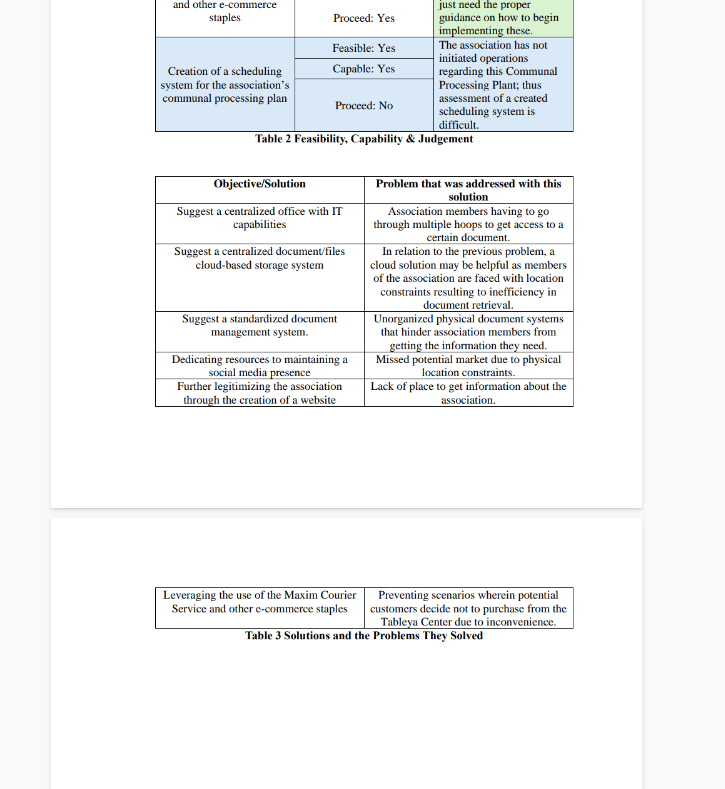 and other e-commerce
staples
Proceed: Yes
just need the proper
guidance on how to begin
implementing these.
Creation of a scheduling
system for the association's
communal processing plan
Feasible: Yes
Capable: Yes
Proceed: No
The association has not
initiated operations
regarding this Communal
Processing Plant; thus
assessment of a created
scheduling system is
difficult.
Table 2 Feasibility, Capability & Judgement
Objective/Solution
Problem that was addressed with this
solution
Suggest a centralized office with IT
capabilities
Association members having to go
through multiple hoops to get access to a
certain document.
Suggest a centralized document/files
cloud-based storage system
In relation to the previous problem, a
cloud solution may be helpful as members
of the association are faced with location
constraints resulting to inefficiency in
document retrieval.
Suggest a standardized document
management system.
Unorganized physical document systems
that hinder association members from
getting the information they need.
Dedicating resources to maintaining a
social media presence
Missed potential market due to physical
location constraints.
Further legitimizing the association
through the creation of a website
Lack of place to get information about the
association.
Leveraging the use of the Maxim Courier
Service and other e-commerce staples
Preventing scenarios wherein potential
customers decide not to purchase from the
Tableya Center due to inconvenience.
Table 3 Solutions and the Problems They Solved